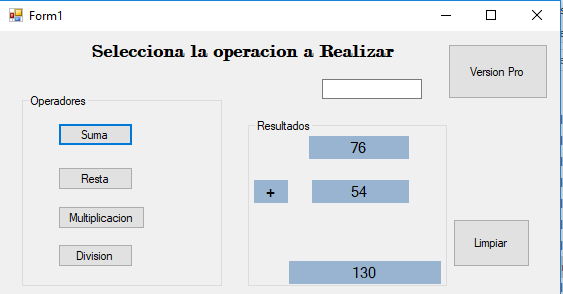 Form1
Selecciona la operacion a Realizar
Version Pro
Operadores
Suma
Resta
Multiplicacion
Division
Resultados
76
+
54
130
Limpiar